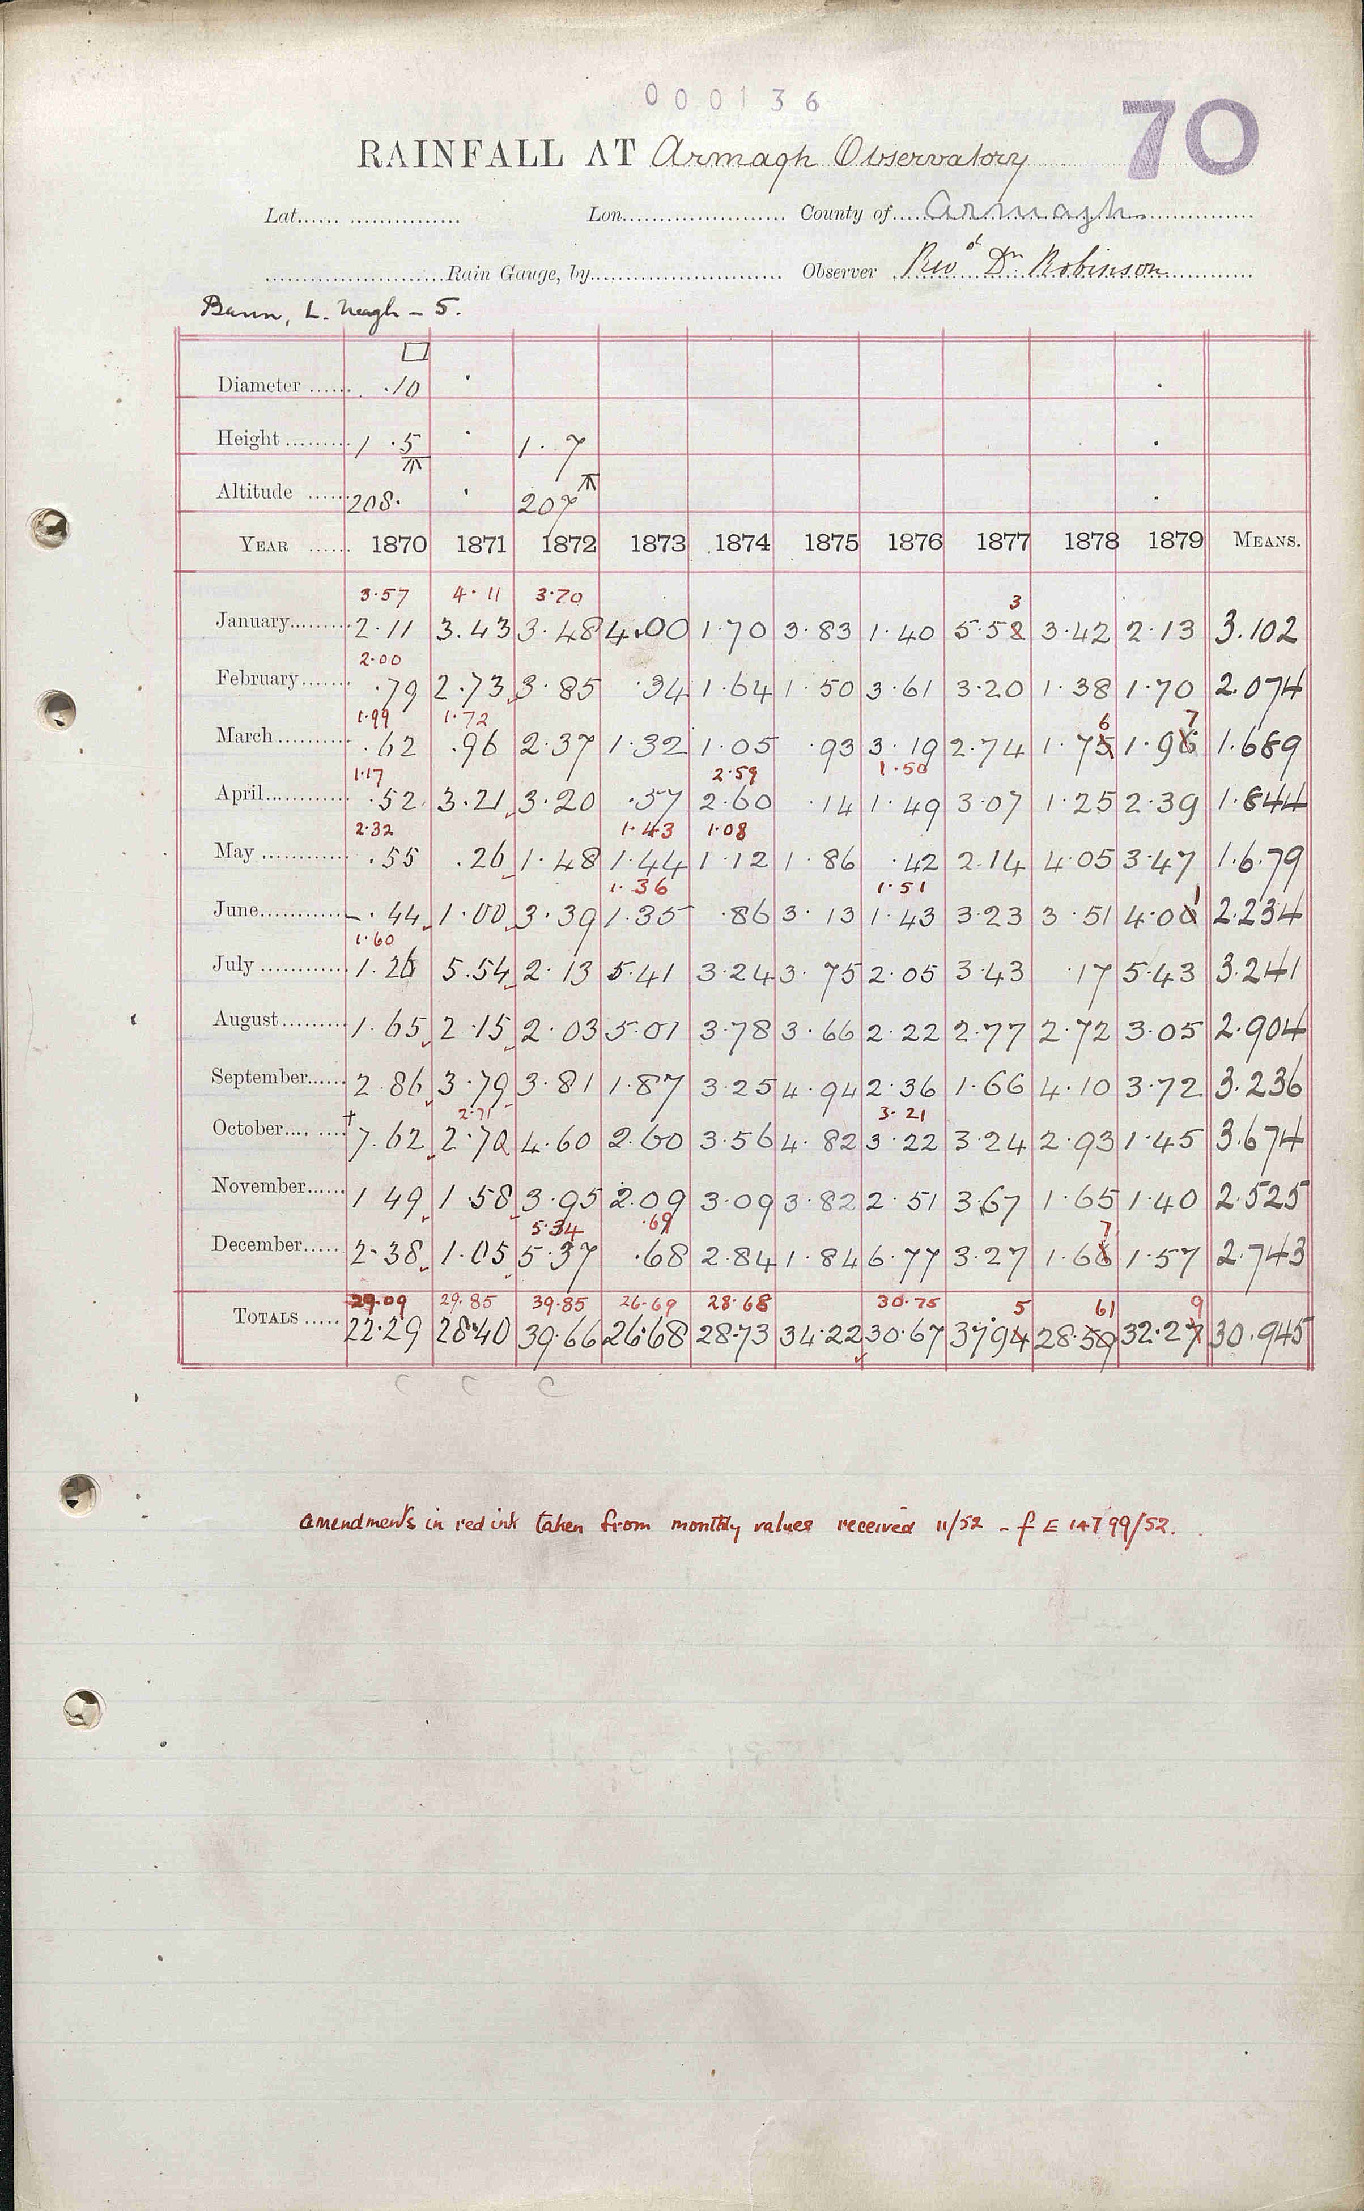 000136
70
RAINFALL AT Armagh Observatory
Lat. Lon. County of Armagh
Rain Gauge, by Observer Revd Dr Robinson
Bann, L. Neagh - 5.
Diameter .10
Height 1 .5 1.7
Altitude 208. 207
YEAR 1870 1871 1872 1873 1874 1875 1876 1877 1878 1879 MEANS.
3.57 4.11 3.70 3
January 2.11 3.43 3.48 4.00 1.70 3.83 1.40 5.52 3.42 2.13 3.102
2.00
February .79 2.73 3.85 .94 1.64 1.50 3.61 3.20 1.38 1.70 2.074
1.99 1.72 6 7
March .62 .96 2.37 1.32 1.05 .93 3.19 2.74 1.75 1.96 1.689
1.17 2.59 1.50
April .52 3.21 3.20 .57 2.60 .14 1.49 3.07 1.25 2.39 1.844
2.32 1.43 1.08
May .55 .26 1.48 1.44 1.12 1.86 .42 2.14 4.05 3.47 1.679
1.36 1.51 1
June .44 1.00 3.39 1.35 .86 3.13 1.43 3.23 3.51 4.00 2.234
1.60
July 1.26 5.54 2.13 5.41 3.24 3.75 2.05 3.43 .17 5.43 3.241
August 1.65 2.15 2.03 5.01 3.78 3.66 2.22 2.77 2.72 3.05 2.904
September 2.86 3.79 3.81 1.87 3.25 4.94 2.36 1.66 4.10 3.72 3.236
2.71 3.21
October 7.62 2.70 4.60 2.60 3.56 4.82 3.22 3.24 2.93 1.45 3.674
November 1.49 1.58 3.95 2.09 3.09 3.82 2.51 3.67 1.65 1.40 2.525
5.34 .69 7
December 2.38 1.05 5.37 .68 2.84 1.84 6.77 3.27 1.68 1.57 2.743
29.09 29.85 39.85 26.69 28.68 30.75 5 61 9
TOTALS 22.29 28.40 39.66 26.68 28.73 34.22 30.67 37.94 28.59 32.27 30.945
C C C
amendments in red ink taken from monthly values received 11/52 - f E 14799/52.